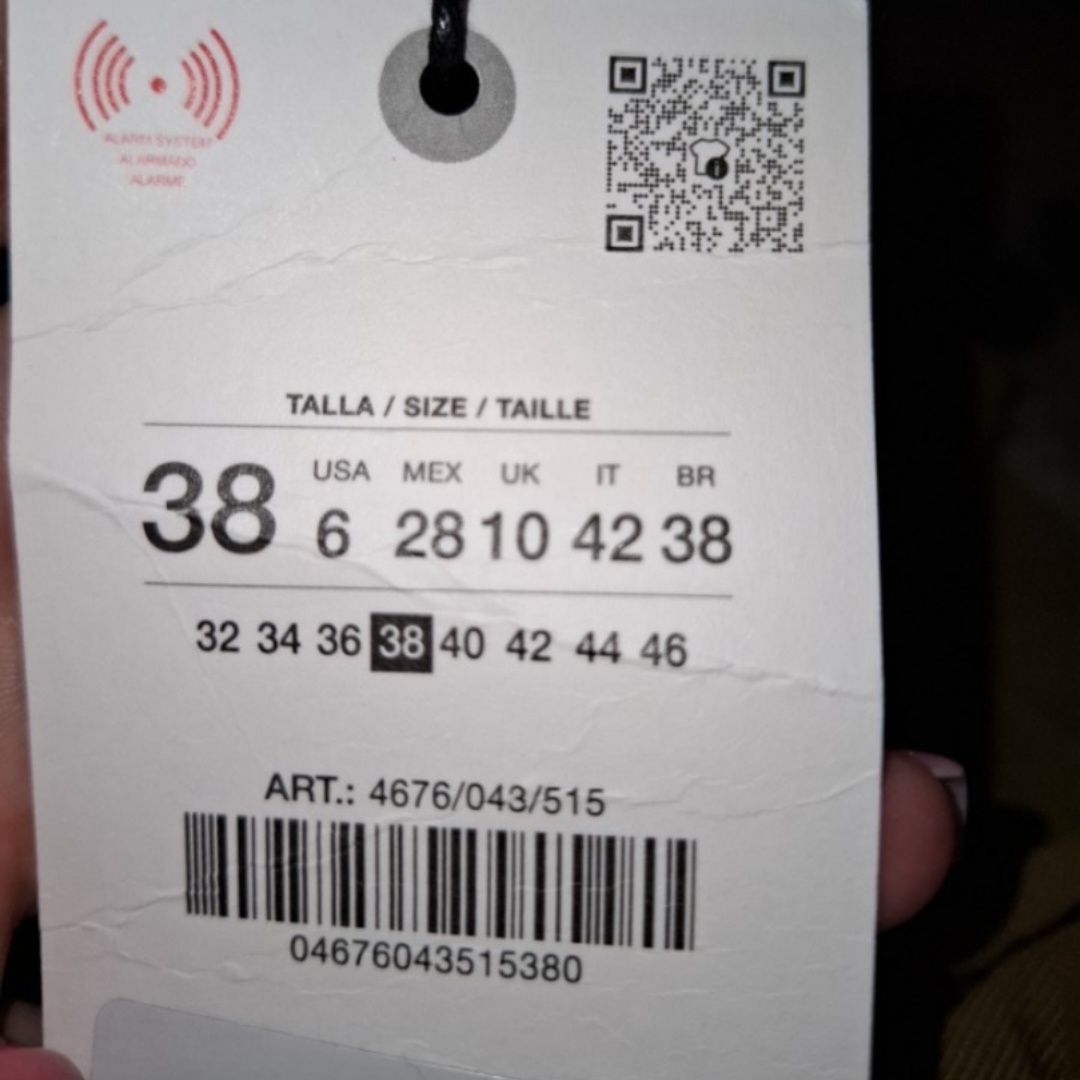 ALARM SYSTEM
ALARMADO
ALARME
TALLA / SIZE / TAILLE
38 USA MEX UK IT BR
6 28 10 42 38
32 34 36 38 40 42 44 46
ART.: 4676/043/515
04676043515380